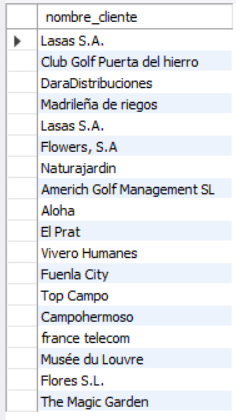 nombre_cliente
Lasas S.A.
Club Golf Puerta del hierro
DaraDistribuciones
Madrileña de riegos
Lasas S.A.
Flowers, S.A
Naturajardin
Americh Golf Management SL
Aloha
El Prat
Vivero Humanes
Fuenla City
Top Campo
Campohermoso
france telecom
Musée du Louvre
Flores S.L.
The Magic Garden